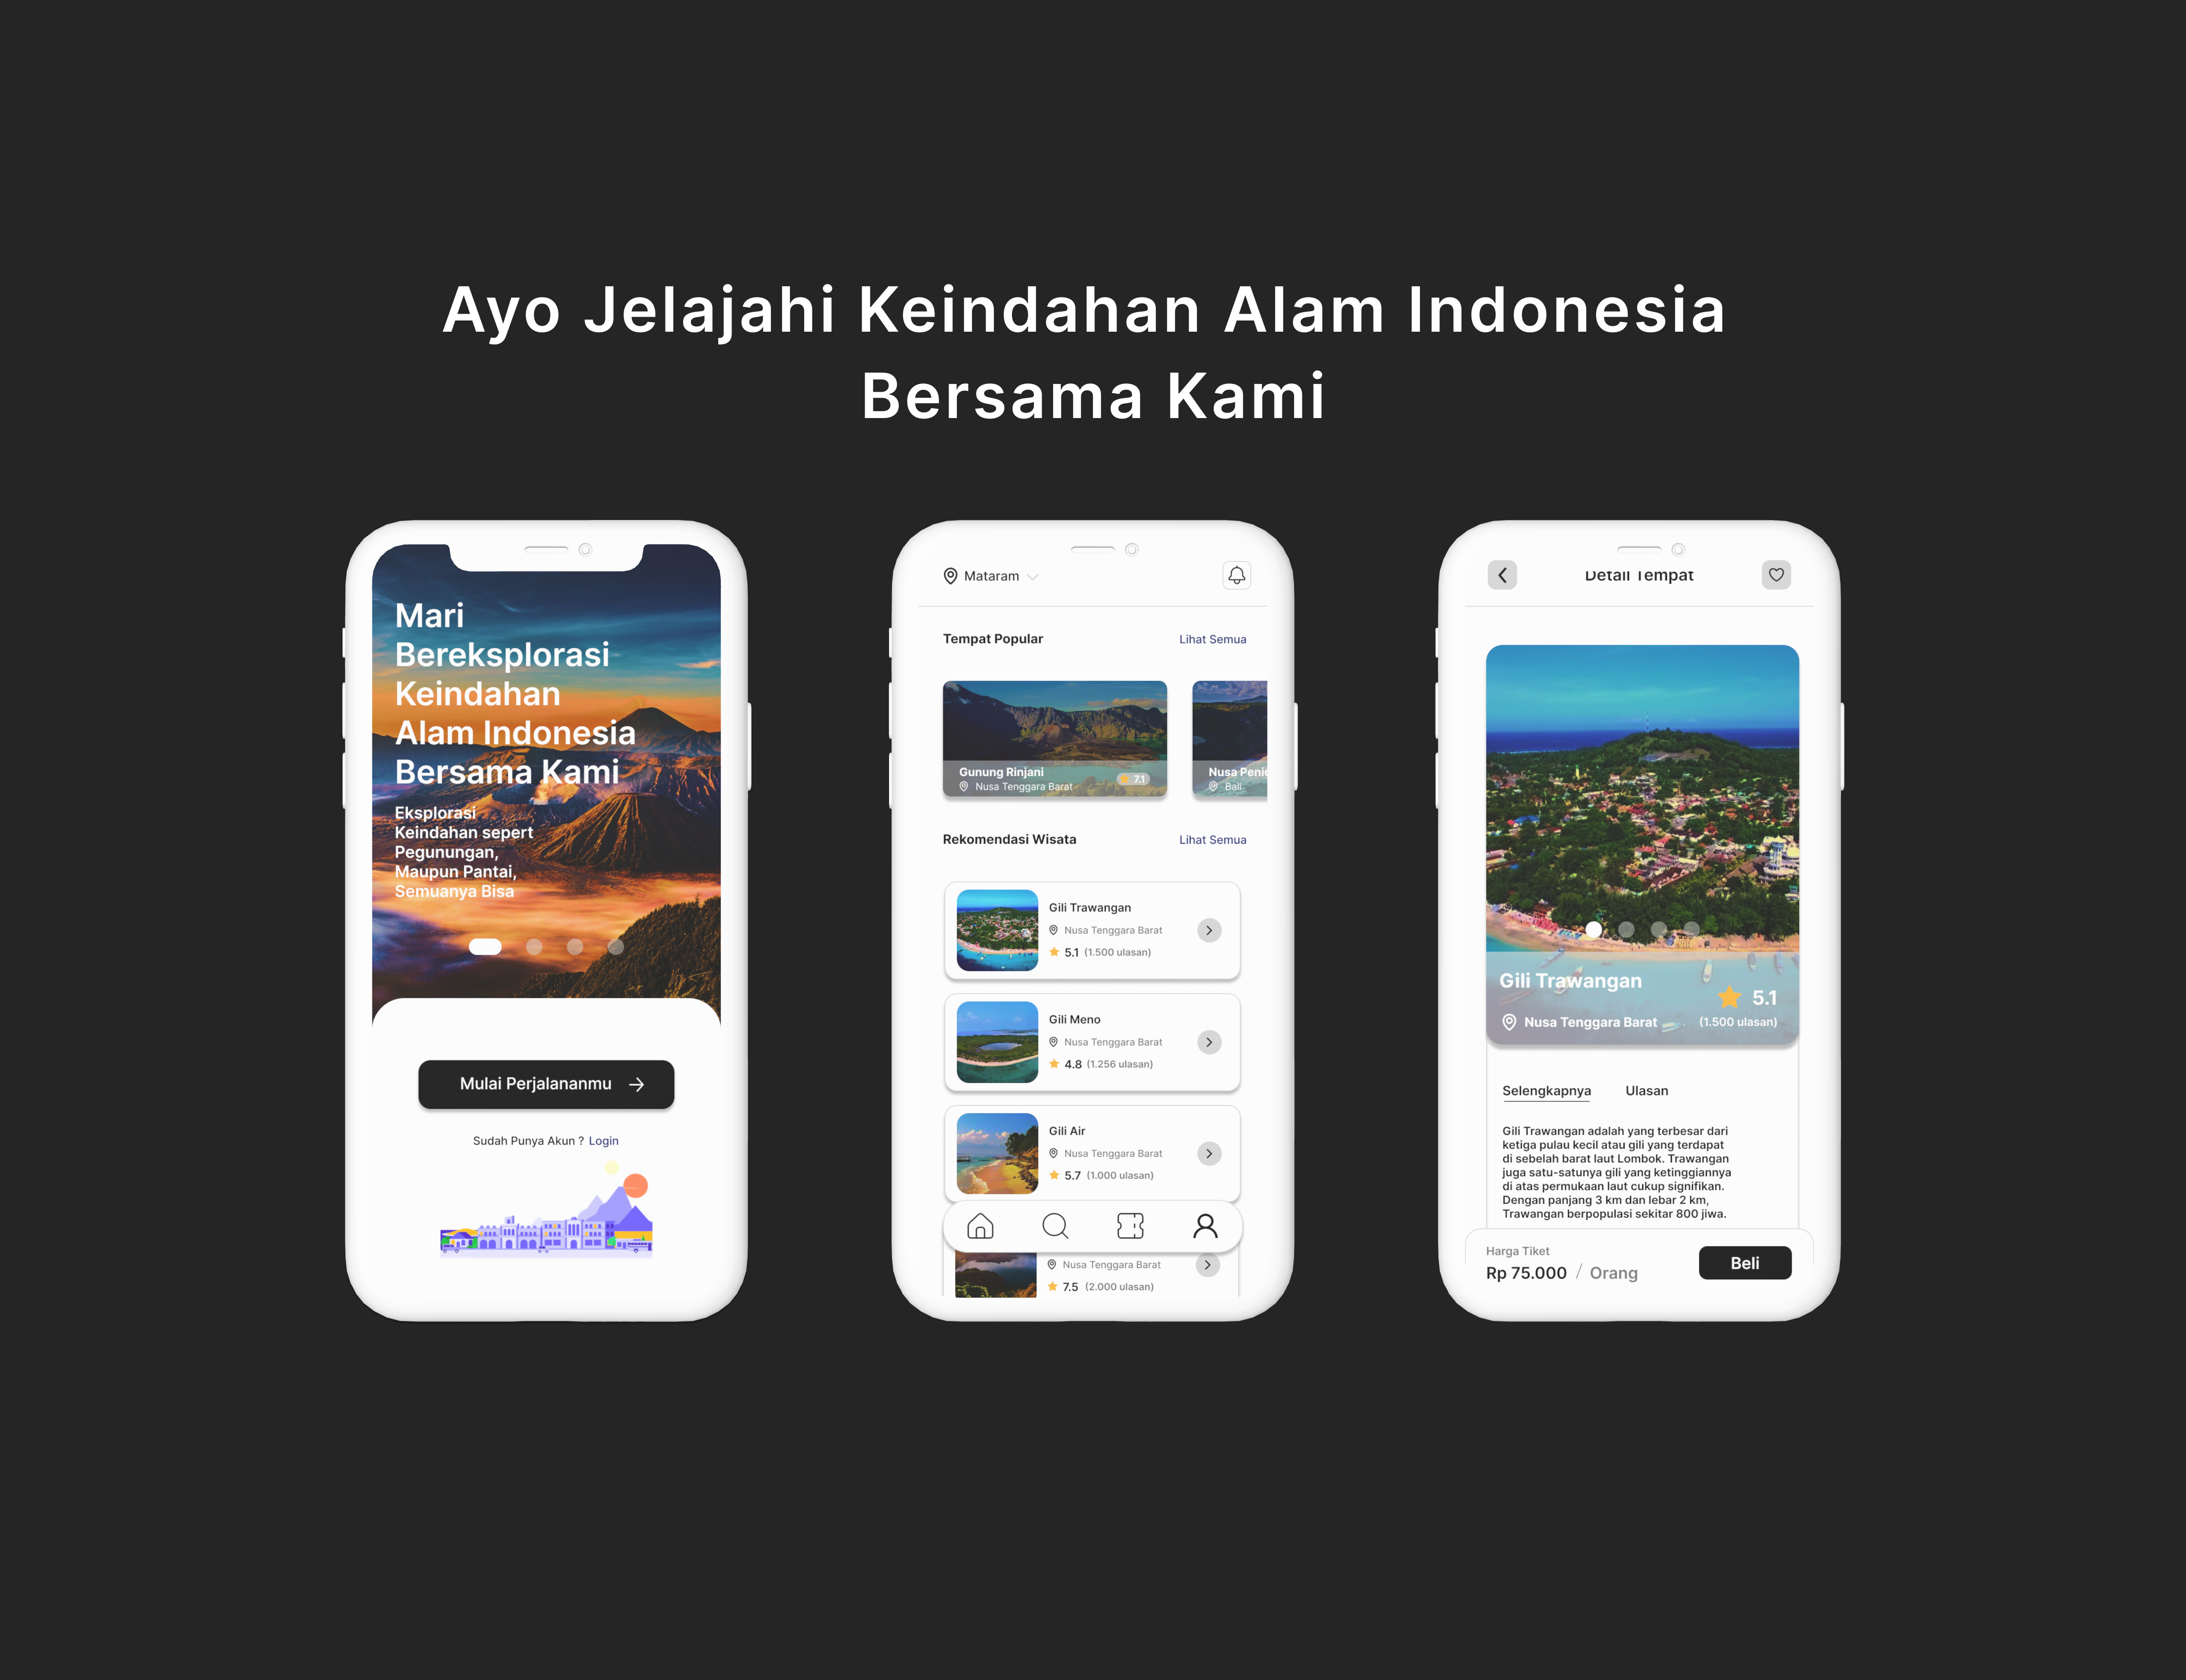 Ayo Jelajahi Keindahan Alam Indonesia
Bersama Kami
Mari
Bereksplorasi
Keindahan
Alam Indonesia
Bersama Kami
Eksplorasi
Keindahan sepert
Pegunungan,
Maupun Pantai,
Semuanya Bisa
Mulai Perjalananmu
Sudah Punya Akun ? Login
Mataram
Tempat Popular Lihat Semua
Gunung Rinjani
Nusa Tenggara Barat
7.1
Nusa Penic
Bali
Rekomendasi Wisata Lihat Semua
Gili Trawangan
Nusa Tenggara Barat
5.1 (1.500 ulasan)
Gili Meno
Nusa Tenggara Barat
4.8 (1.256 ulasan)
Gili Air
Nusa Tenggara Barat
5.7 (1.000 ulasan)
Nusa Tenggara Barat
7.5 (2.000 ulasan)
Detail Tempat
Gili Trawangan
5.1
Nusa Tenggara Barat (1.500 ulasan)
Selengkapnya Ulasan
Gili Trawangan adalah yang terbesar dari
ketiga pulau kecil atau gili yang terdapat
di sebelah barat laut Lombok. Trawangan
juga satu-satunya gili yang ketinggiannya
di atas permukaan laut cukup signifikan.
Dengan panjang 3 km dan lebar 2 km,
Trawangan berpopulasi sekitar 800 jiwa.
Harga Tiket
Rp 75.000 / Orang
Beli